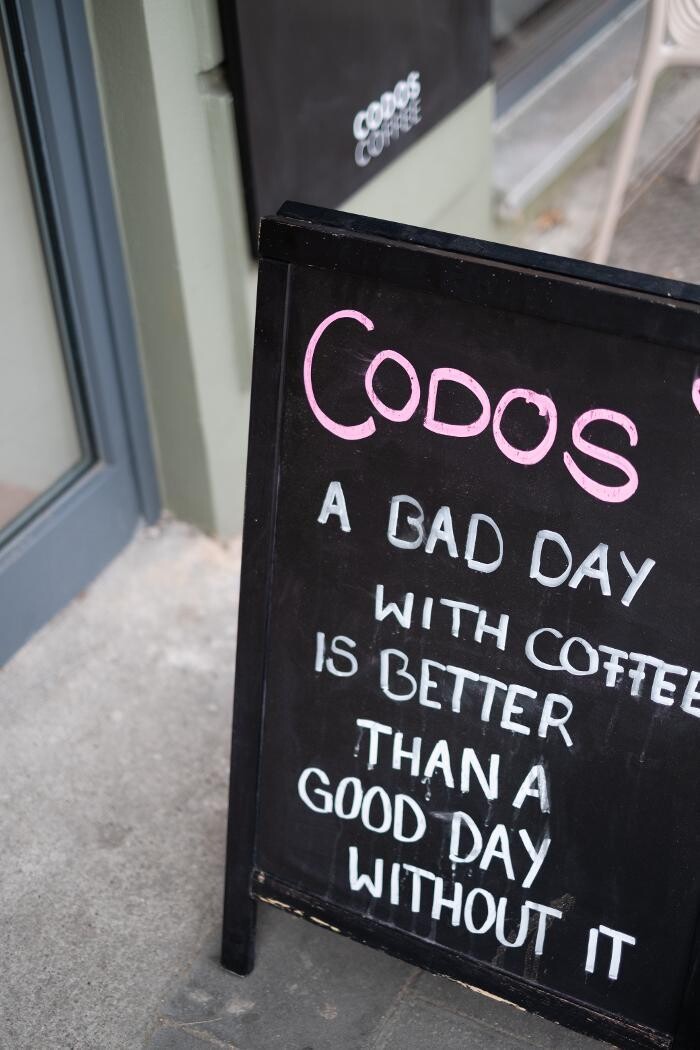 CODOS
COFFEE
CODOS
A BAD DAY
WITH COFFEE
IS BETTER
THAN A
GOOD DAY
WITHOUT IT